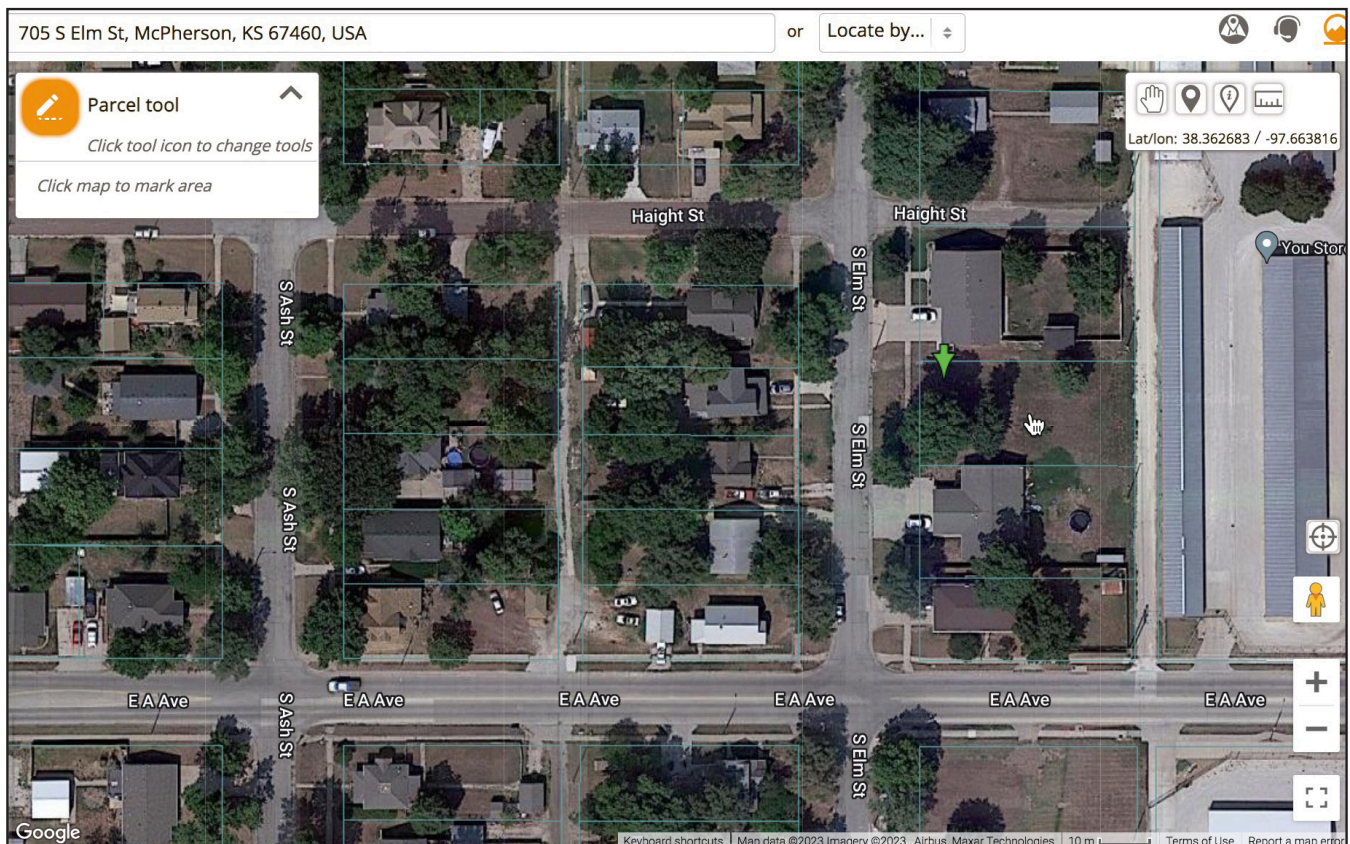 705 S Elm St, McPherson, KS 67460, USA
or
Locate by...
Parcel tool
Click tool icon to change tools
Click map to mark area
Lat/lon: 38.362683 / -97.663816
Haight St
Haight St
You Store
S Elm St
S Ash St
S Elm St
S Ash St
E A Ave
E A Ave
E A Ave
E A Ave
E A Ave
E A Ave
S Ash St
S Elm St
Google
Keyboard shortcuts
Map data ©2023 Imagery ©2023 , Airbus, Maxar Technologies
10 m
Terms of Use
Report a map error